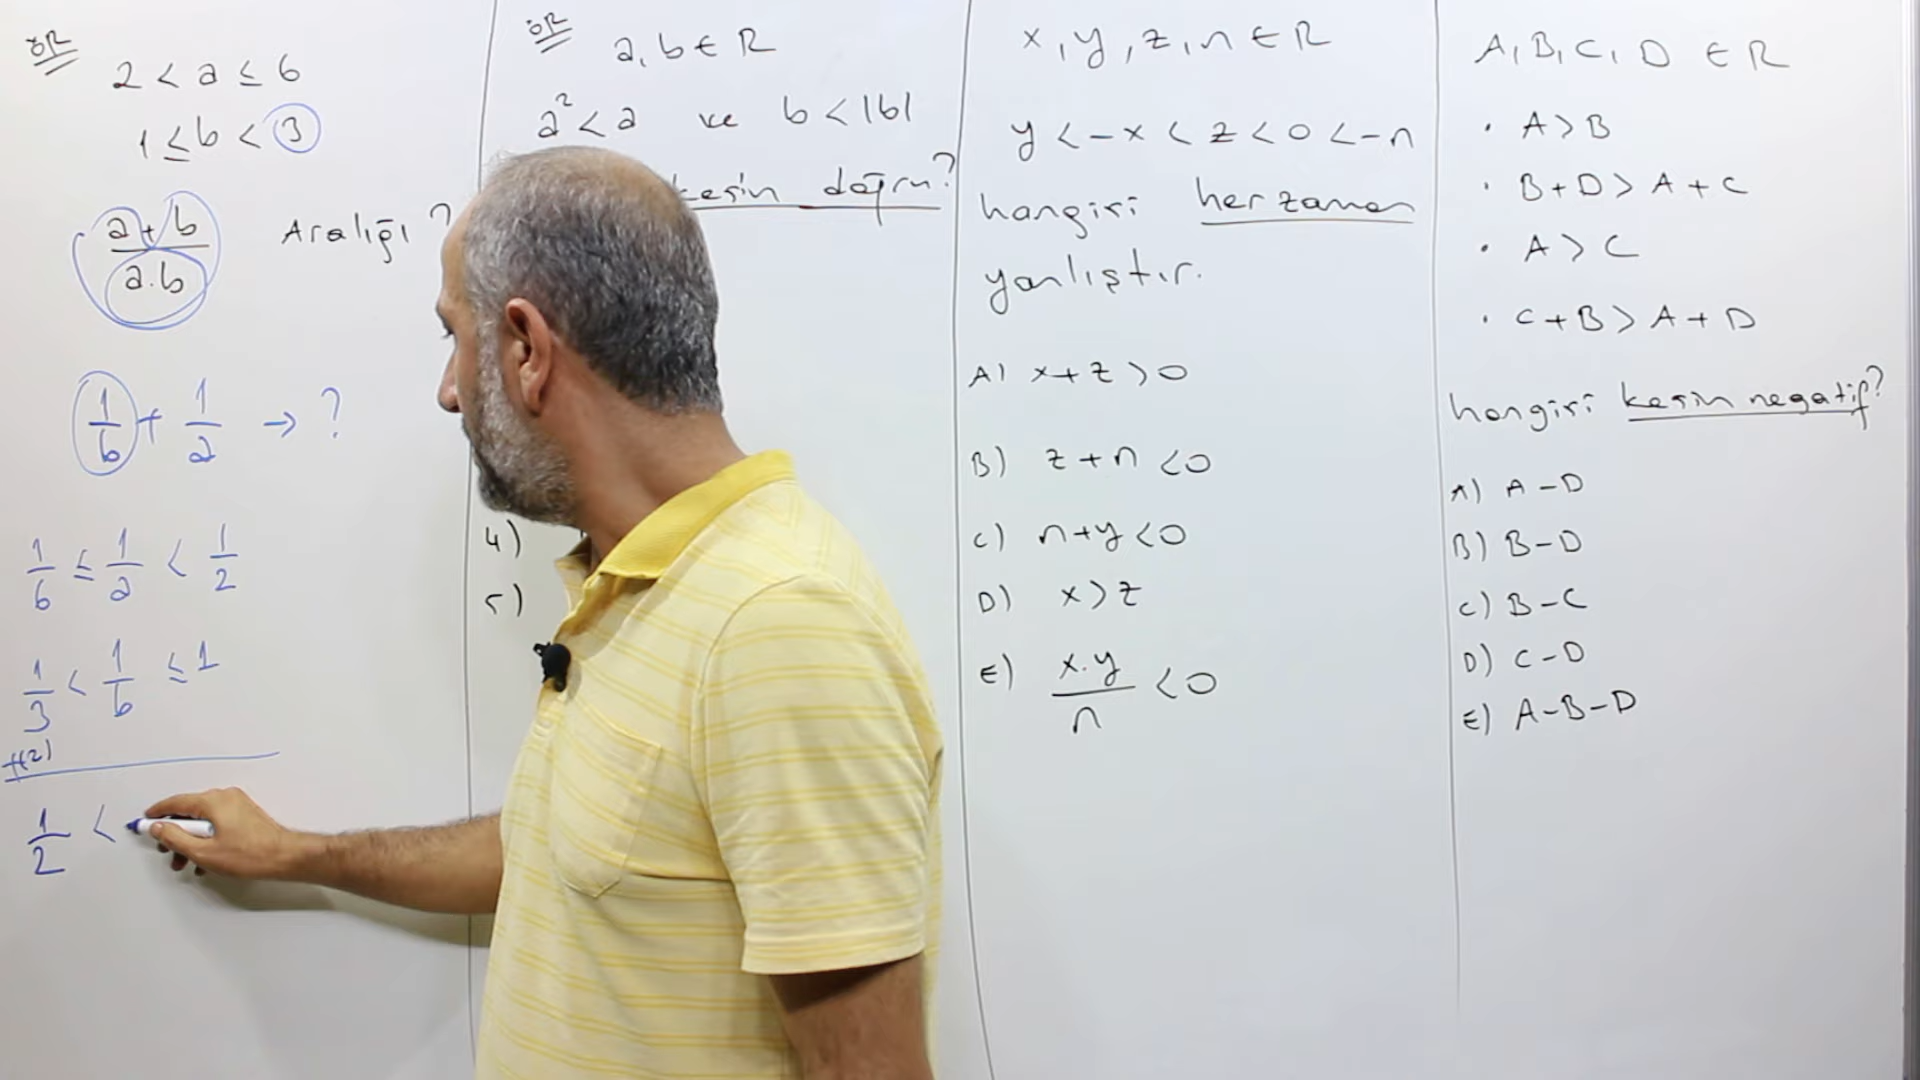 ÖR
2 < a ≤ 6
1 ≤ b < 3
a + b
a.b
Aralığı ?
1/b + 1/a → ?
1/6 ≤ 1/a < 1/2
1/3 < 1/b ≤ 1
+(2)
1/2 <
ÖR
a, b ∈ R
a² < a ve b < |b|
kesin doğru?
4)
5)
x, y, z, n ∈ R
y < -x < z < 0 < -n
hangisi her zaman
yanlıştır.
A) x + z > 0
B) z + n < 0
C) n + y < 0
D) x > z
E) x.y/n < 0
A, B, C, D ∈ R
• A > B
• B + D > A + C
• A > C
• C + B > A + D
hangisi kesin negatif?
A) A - D
B) B - D
C) B - C
D) C - D
E) A - B - D